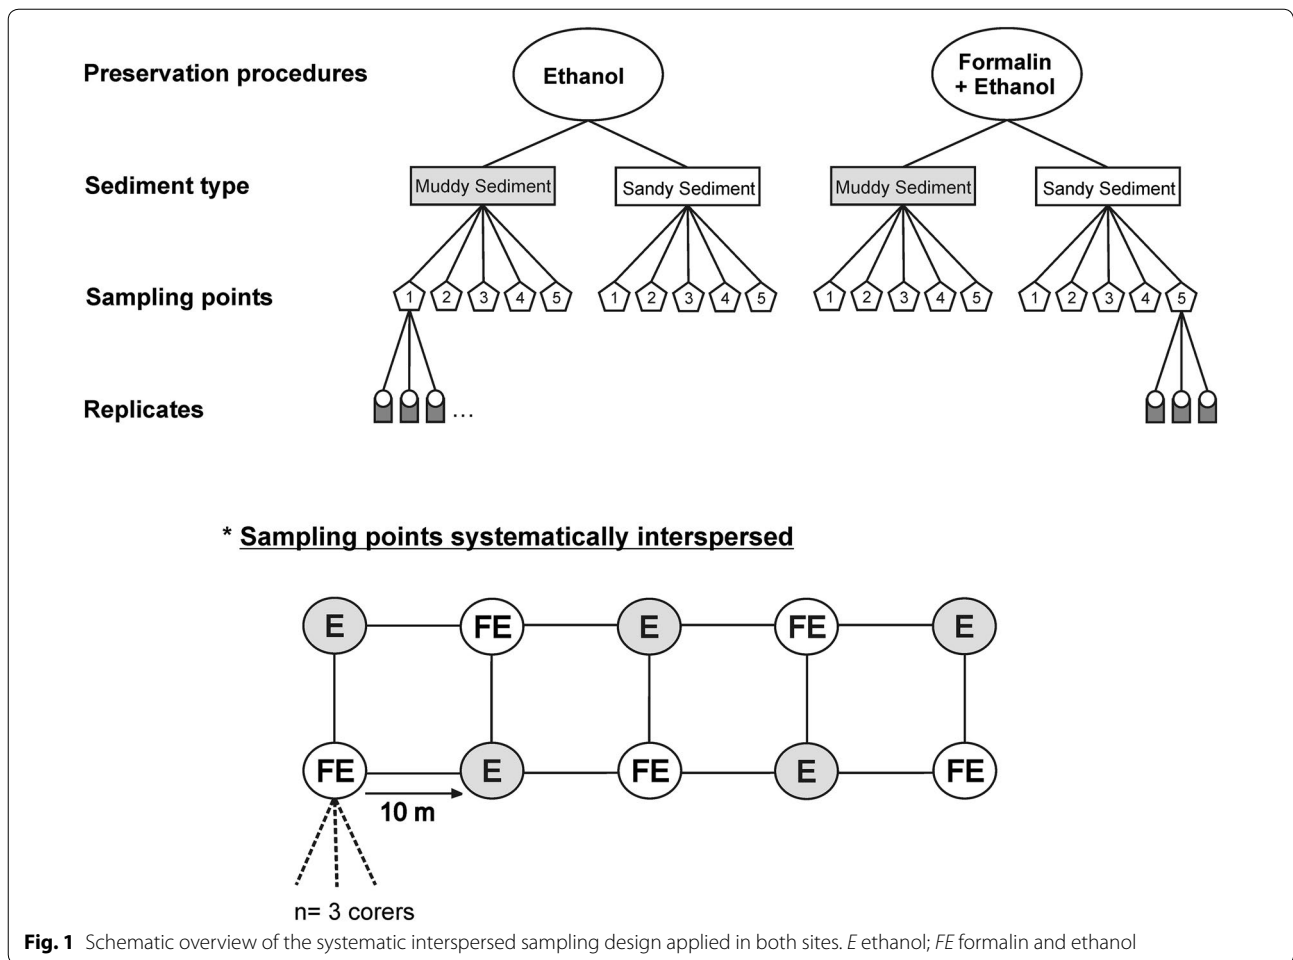 Preservation procedures
Ethanol
Formalin
+ Ethanol
Sediment type
Muddy Sediment
Sandy Sediment
Muddy Sediment
Sandy Sediment
Sampling points
1 2 3 4 5 1 2 3 4 5 1 2 3 4 5 1 2 3 4 5
Replicates
...
* Sampling points systematically interspersed
E FE E FE E
FE E FE E FE
10 m
n= 3 corers
Fig. 1 Schematic overview of the systematic interspersed sampling design applied in both sites. E ethanol; FE formalin and ethanol